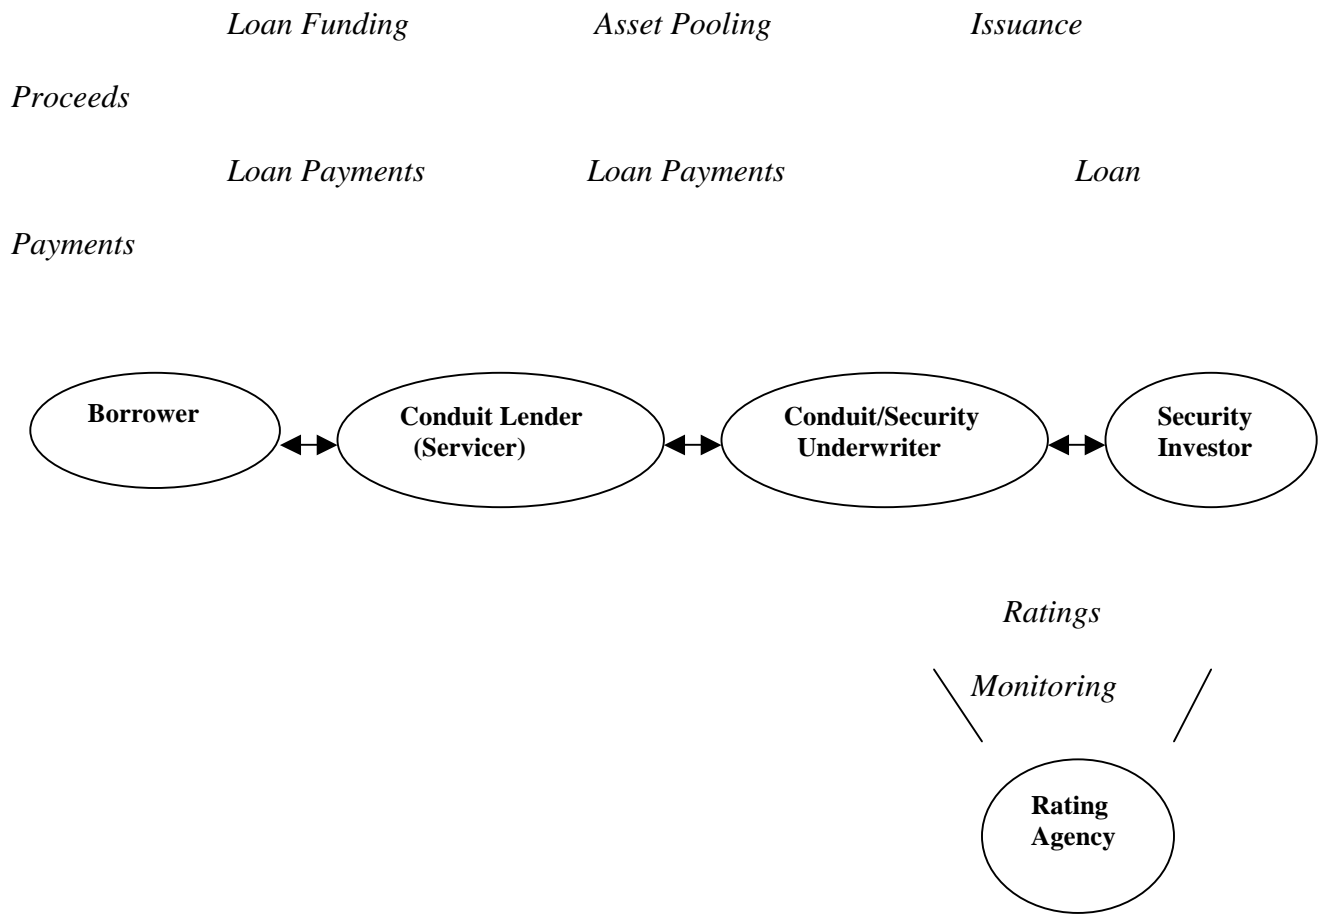 Loan Funding Asset Pooling Issuance
Proceeds
Loan Payments Loan Payments Loan
Payments
Borrower
Conduit Lender
(Servicer)
Conduit/Security
Underwriter
Security
Investor
Ratings
Monitoring
Rating
Agency